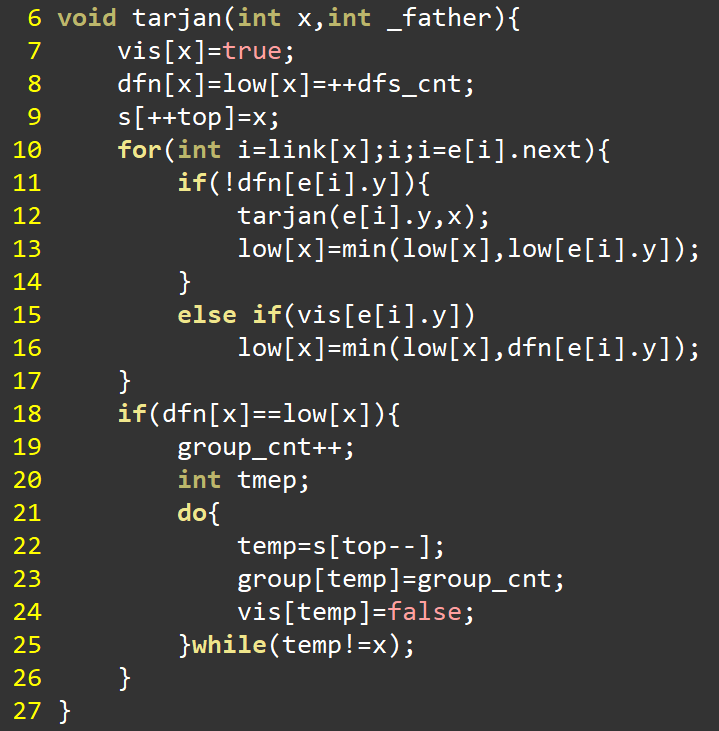 6 void tarjan(int x,int _father){
7     vis[x]=true;
8     dfn[x]=low[x]=++dfs_cnt;
9     s[++top]=x;
10     for(int i=link[x];i;i=e[i].next){
11         if(!dfn[e[i].y]){
12             tarjan(e[i].y,x);
13             low[x]=min(low[x],low[e[i].y]);
14         }
15         else if(vis[e[i].y])
16             low[x]=min(low[x],dfn[e[i].y]);
17     }
18     if(dfn[x]==low[x]){
19         group_cnt++;
20         int tmep;
21         do{
22             temp=s[top--];
23             group[temp]=group_cnt;
24             vis[temp]=false;
25         }while(temp!=x);
26     }
27 }